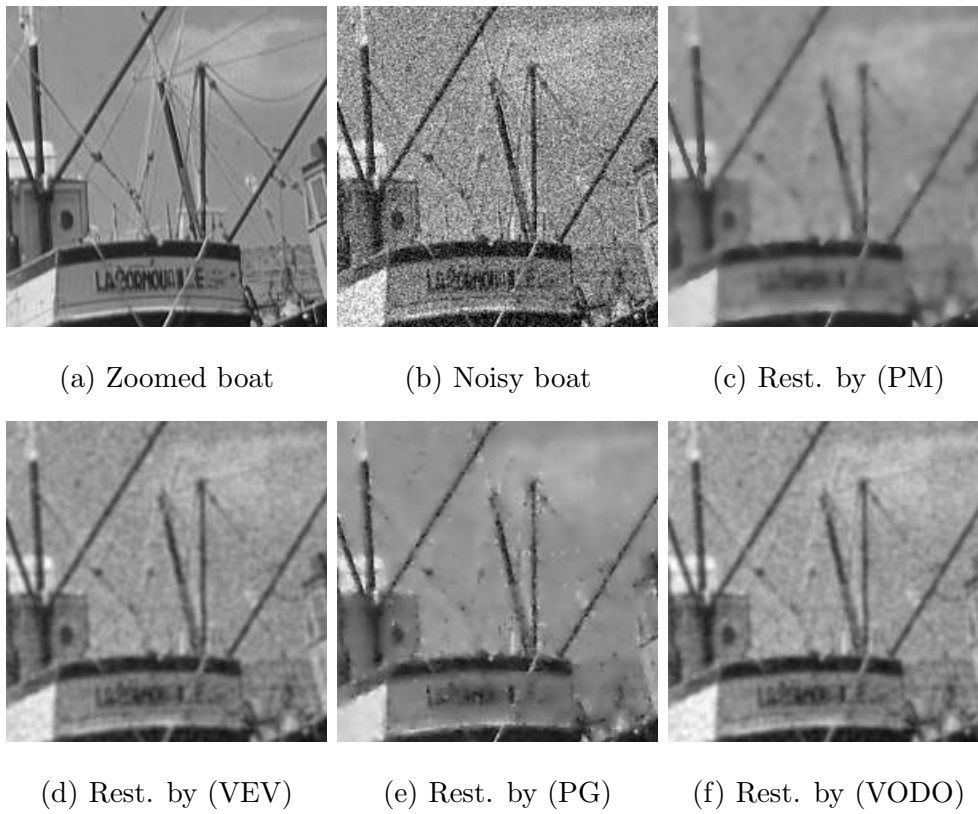 (a) Zoomed boat
(b) Noisy boat
(c) Rest. by (PM)
(d) Rest. by (VEV)
(e) Rest. by (PG)
(f) Rest. by (VODO)